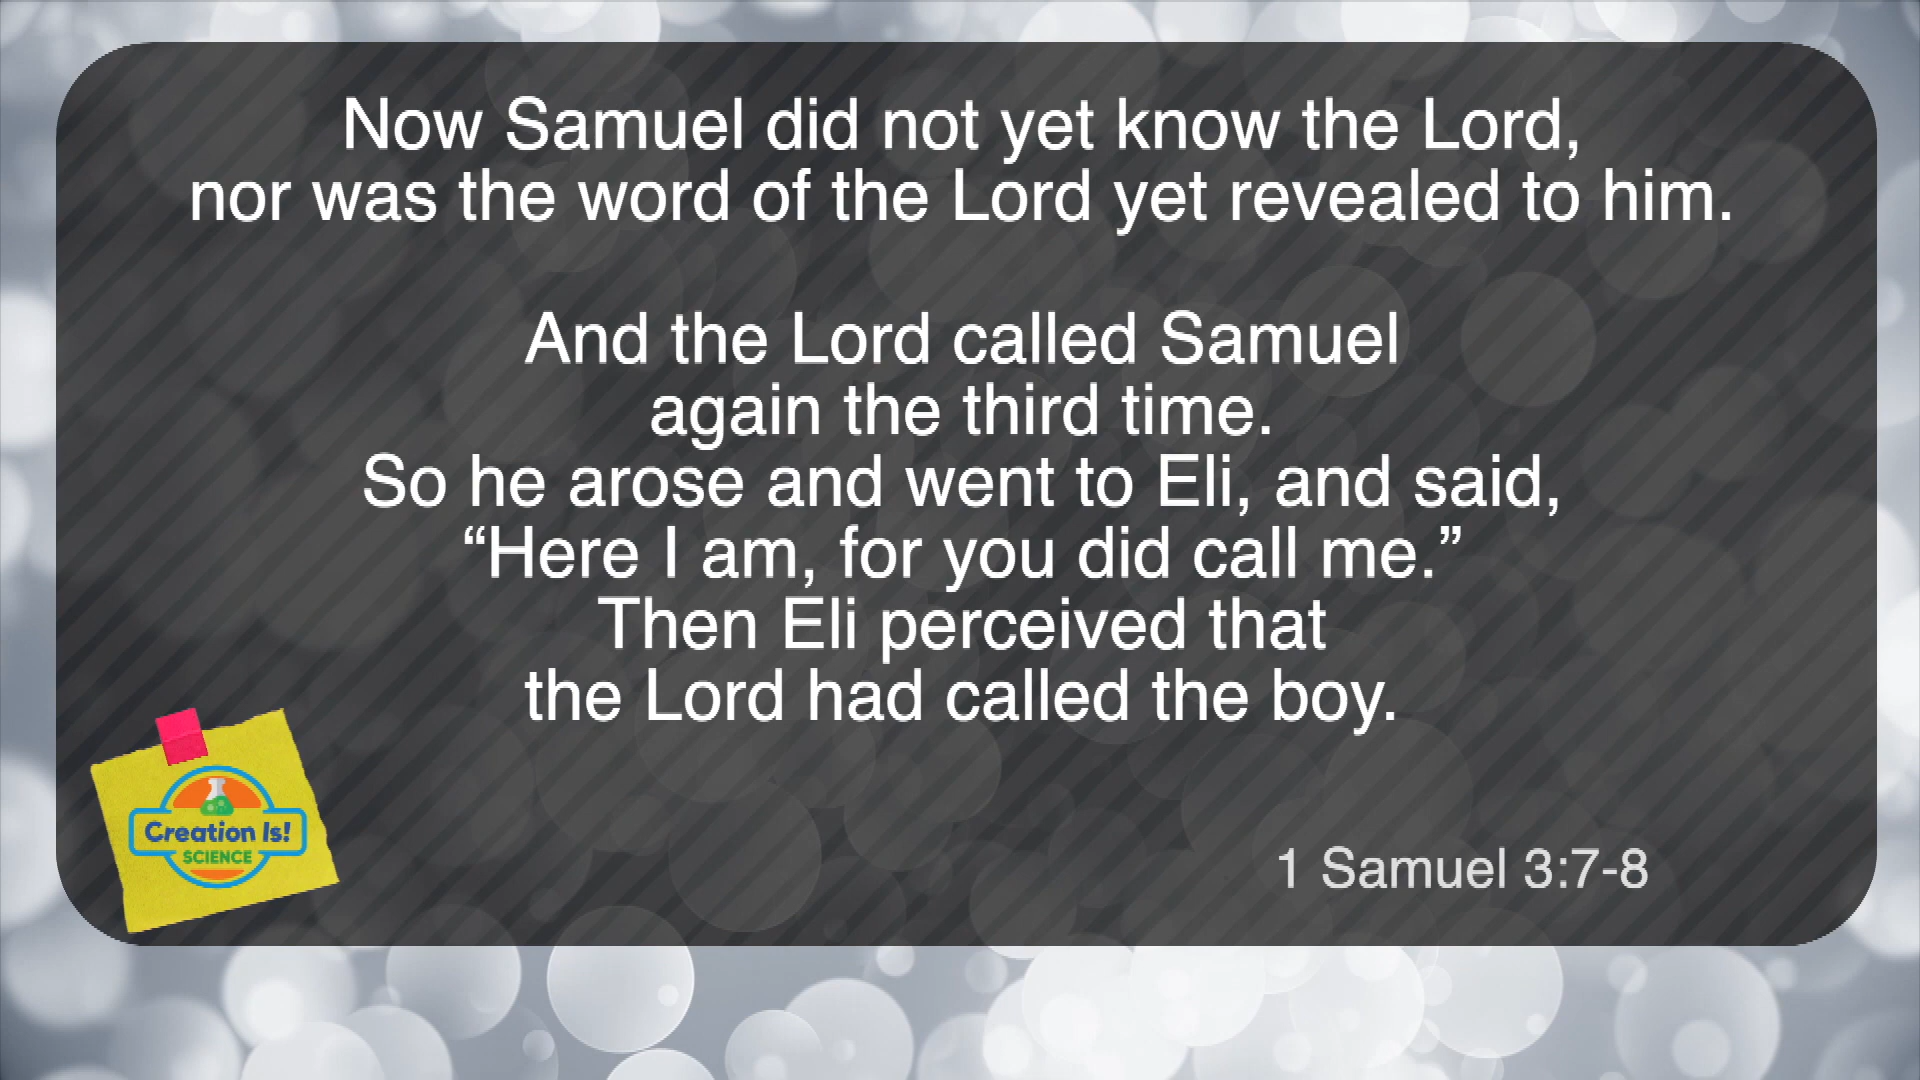 Now Samuel did not yet know the Lord,
nor was the word of the Lord yet revealed to him.
And the Lord called Samuel
again the third time.
So he arose and went to Eli, and said,
“Here I am, for you did call me.”
Then Eli perceived that
the Lord had called the boy.
Creation Is!
SCIENCE
1 Samuel 3:7-8